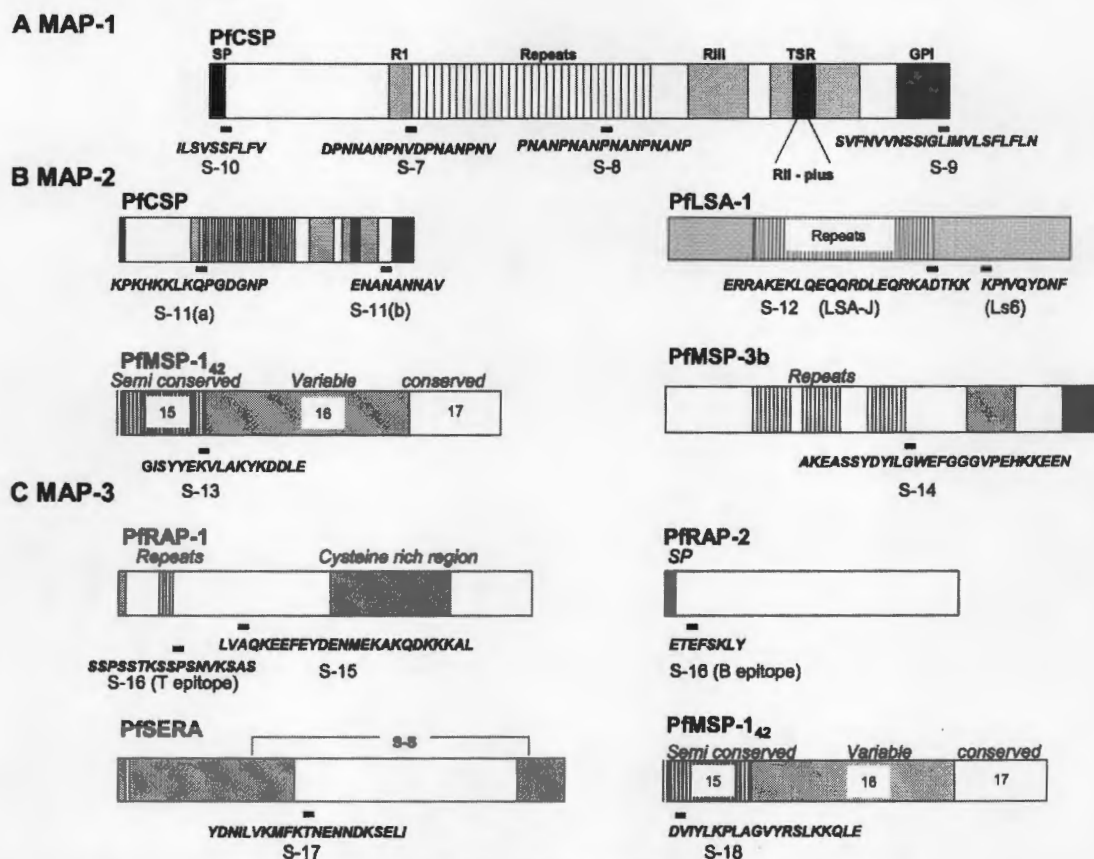 A MAP-1
PfCSP
SP R1 Repeats RIII TSR GPI
ILSVSSFLFV
S-10
DPNNANPNVDPNANPNV
S-7
PNANPNANPNANPNANPNANP
S-8
RII - plus
SVFNVVNSSIGLIMVLSFLFLN
S-9
B MAP-2
PfCSP
KPKHKKLKQPGDGNP
S-11(a)
ENANANNAV
S-11(b)
PfLSA-1
Repeats
ERRAKEKLQEQQRDLEQRKADTKK
S-12 (LSA-J)
KPIVQYDNF
(Ls6)
PfMSP-1₄₂
Semi conserved Variable conserved
15 16 17
GISYYEKVLAKYKDDLE
S-13
PfMSP-3b
Repeats
AKEASSYDYILGWEFGGGVPEHKKEEN
S-14
C MAP-3
PfRAP-1
Repeats Cysteine rich region
LVAQKEEFEYDENMEKAKQDKKKAL
S-15
SSPSSTKSSPSNVKSAS
S-16 (T epitope)
PfRAP-2
SP
ETEFSKLY
S-16 (B epitope)
PfSERA
YDNILVKMFKTNENNDKSELI
S-17
PfMSP-1₄₂
Semi conserved Variable conserved
15 16 17
DVIYLKPLAGVYRSLKKQLE
S-18